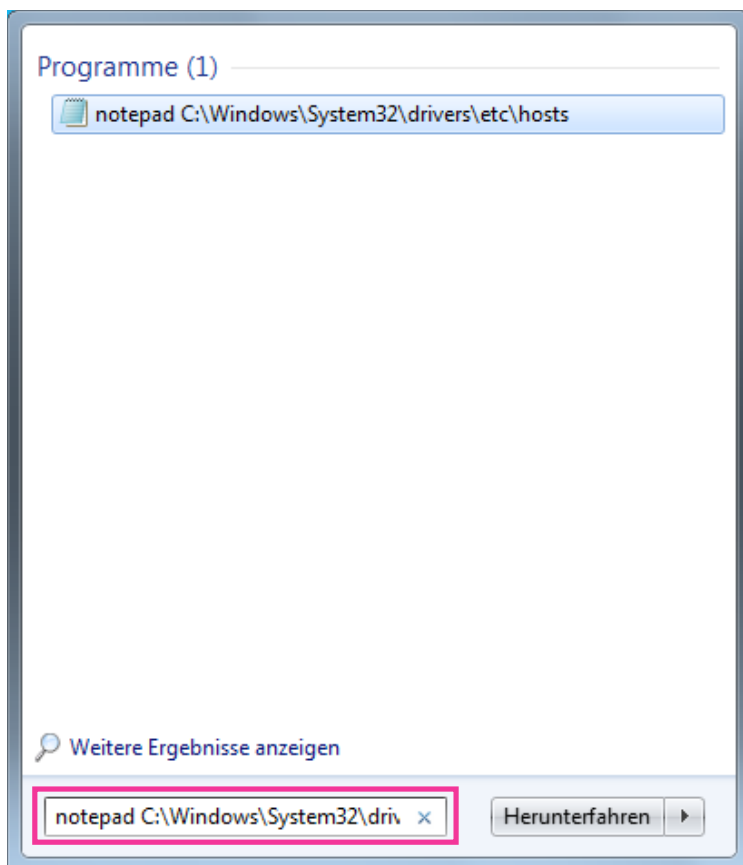 Programme (1)
notepad C:\Windows\System32\drivers\etc\hosts
Weitere Ergebnisse anzeigen
notepad C:\Windows\System32\driv
Herunterfahren